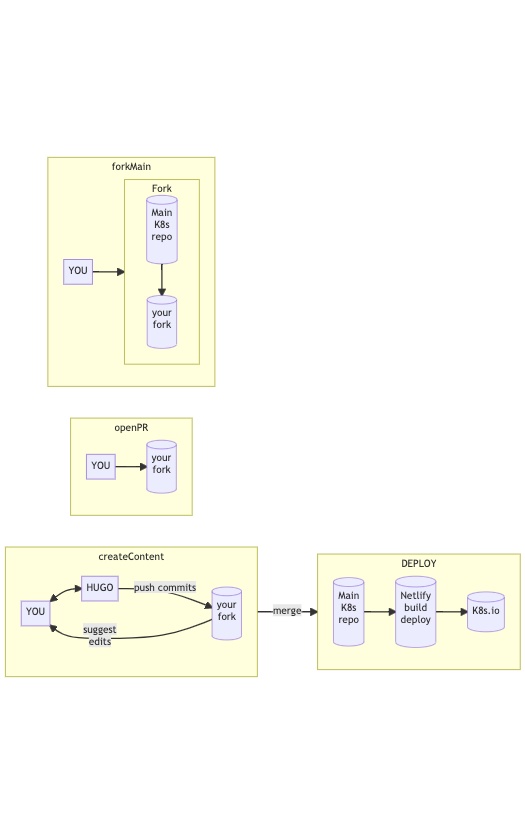 forkMain
Fork
Main
K8s
repo
YOU
your
fork
openPR
YOU
your
fork
createContent
HUGO
push commits
YOU
your
fork
suggest
edits
merge
DEPLOY
Main
K8s
repo
Netlify
build
deploy
K8s.io